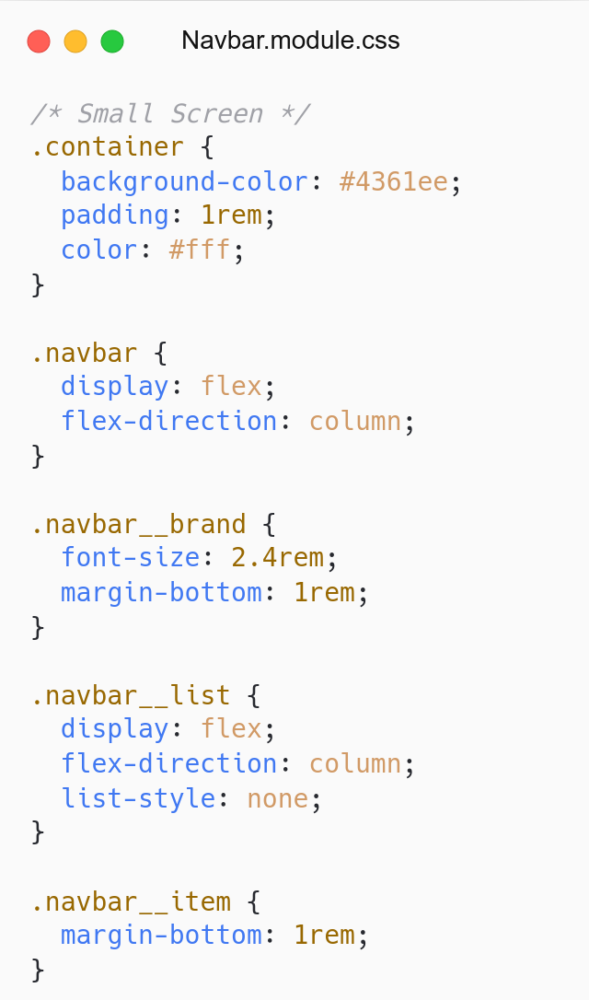 Navbar.module.css
/* Small Screen */
.container {
  background-color: #4361ee;
  padding: 1rem;
  color: #fff;
}

.navbar {
  display: flex;
  flex-direction: column;
}

.navbar__brand {
  font-size: 2.4rem;
  margin-bottom: 1rem;
}

.navbar__list {
  display: flex;
  flex-direction: column;
  list-style: none;
}

.navbar__item {
  margin-bottom: 1rem;
}